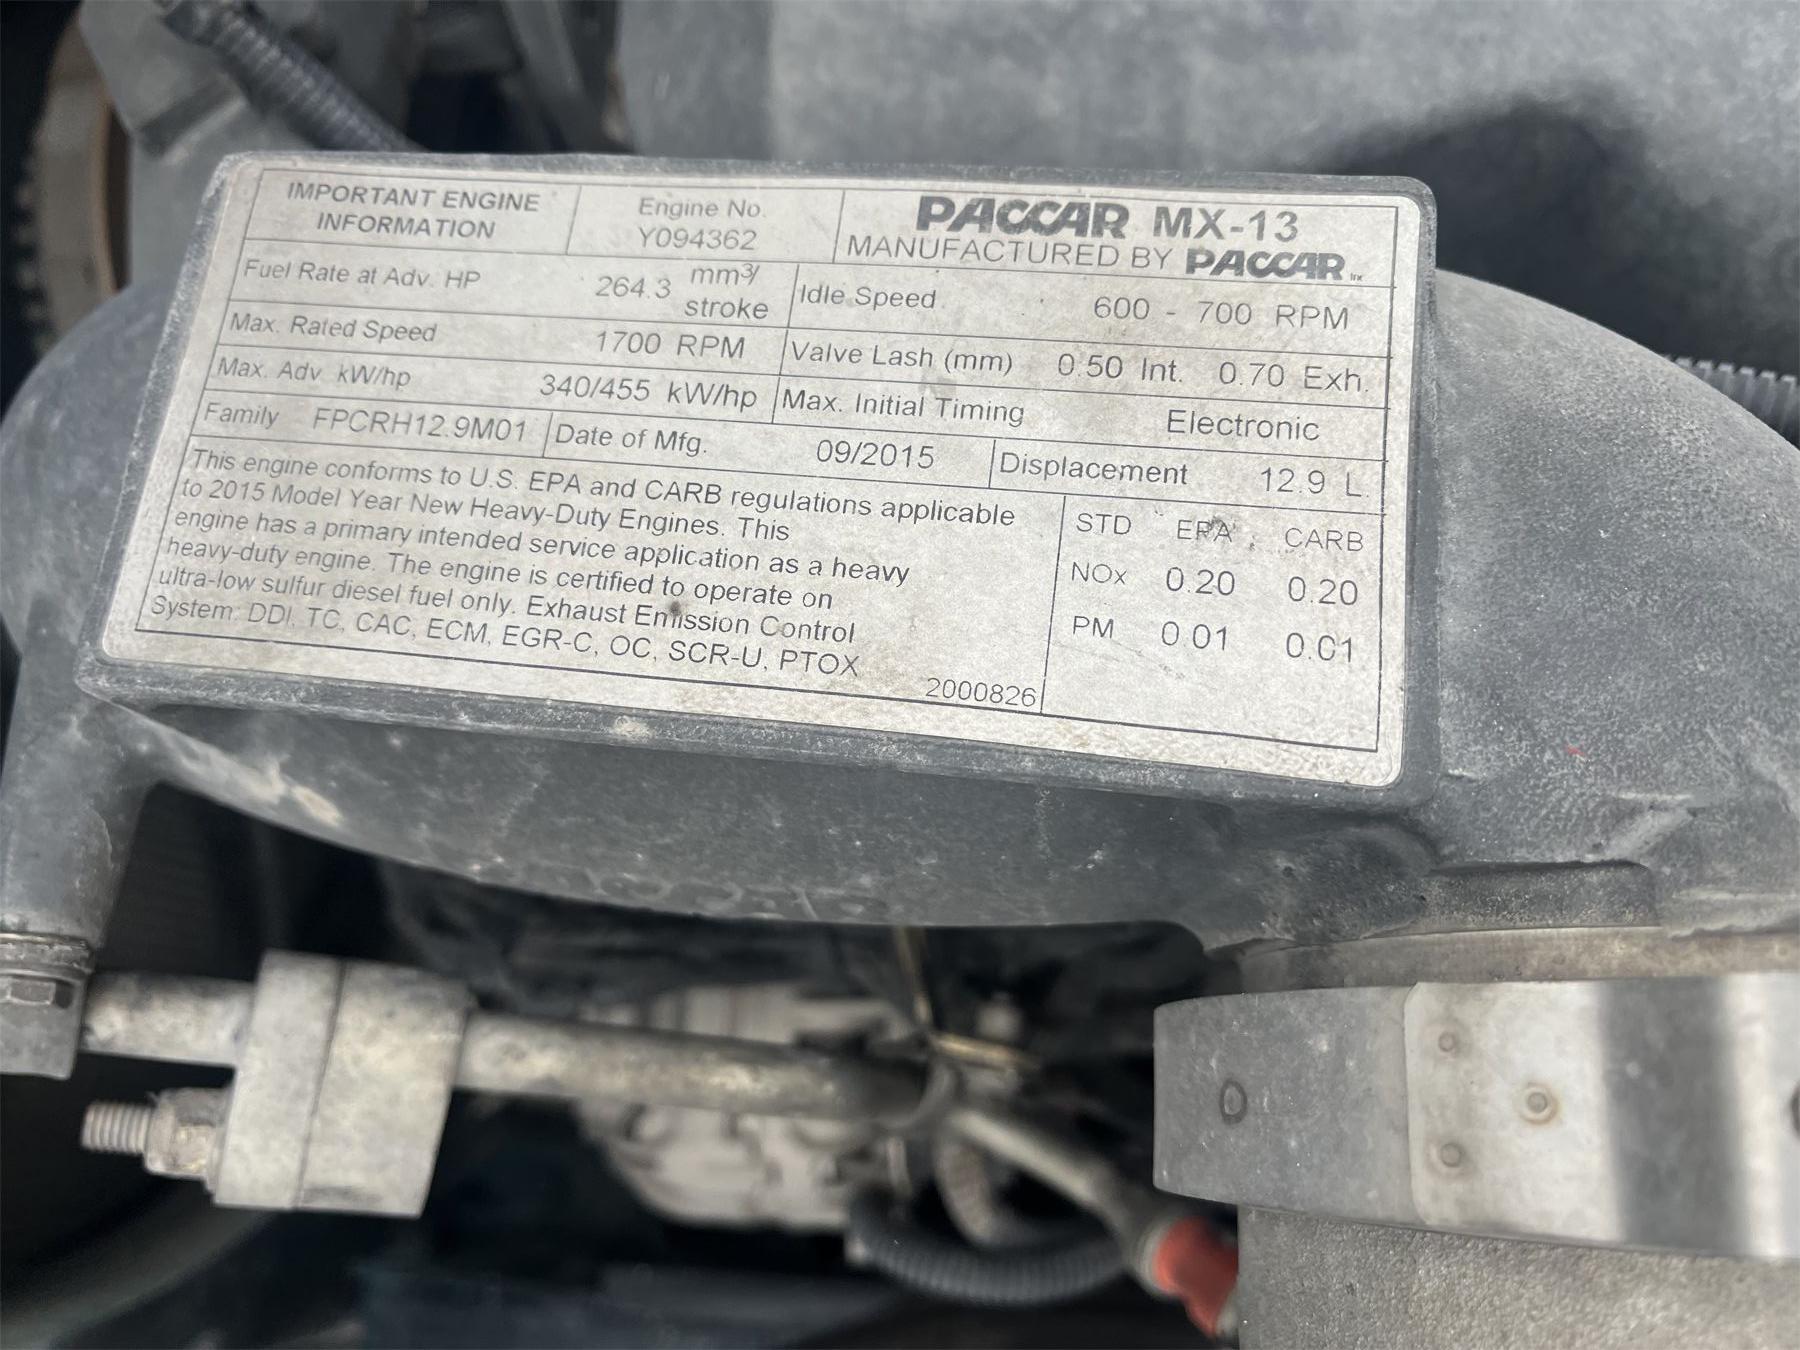 IMPORTANT ENGINE
INFORMATION
Engine No.
Y094362
PACCAR MX-13
MANUFACTURED BY PACCAR Inc
Fuel Rate at Adv. HP 264.3 mm3/
stroke
Idle Speed 600 - 700 RPM
Max. Rated Speed 1700 RPM
Valve Lash (mm) 0.50 Int. 0.70 Exh.
Max. Adv. kW/hp 340/455 kW/hp
Max. Initial Timing Electronic
Family FPCRH12.9M01
Date of Mfg. 09/2015
Displacement 12.9 L.
This engine conforms to U.S. EPA and CARB regulations applicable
to 2015 Model Year New Heavy-Duty Engines. This
engine has a primary intended service application as a heavy
heavy-duty engine. The engine is certified to operate on
ultra-low sulfur diesel fuel only. Exhaust Emission Control
System: DDI, TC, CAC, ECM, EGR-C, OC, SCR-U, PTOX
2000826
STD EPA CARB
NOx 0.20 0.20
PM 0.01 0.01